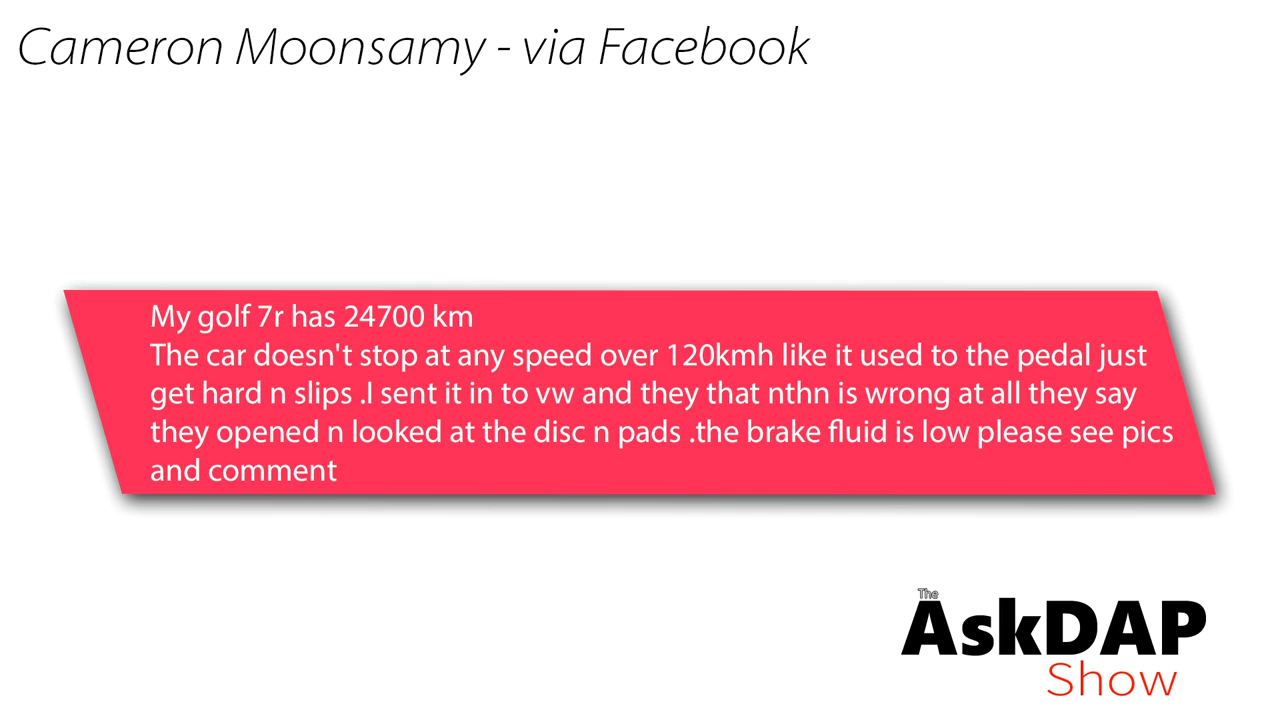 Cameron Moonsamy - via Facebook
My golf 7r has 24700 km
The car doesn't stop at any speed over 120kmh like it used to the pedal just
get hard n slips .I sent it in to vw and they that nthn is wrong at all they say
they opened n looked at the disc n pads .the brake fluid is low please see pics
and comment
The
AskDAP
Show